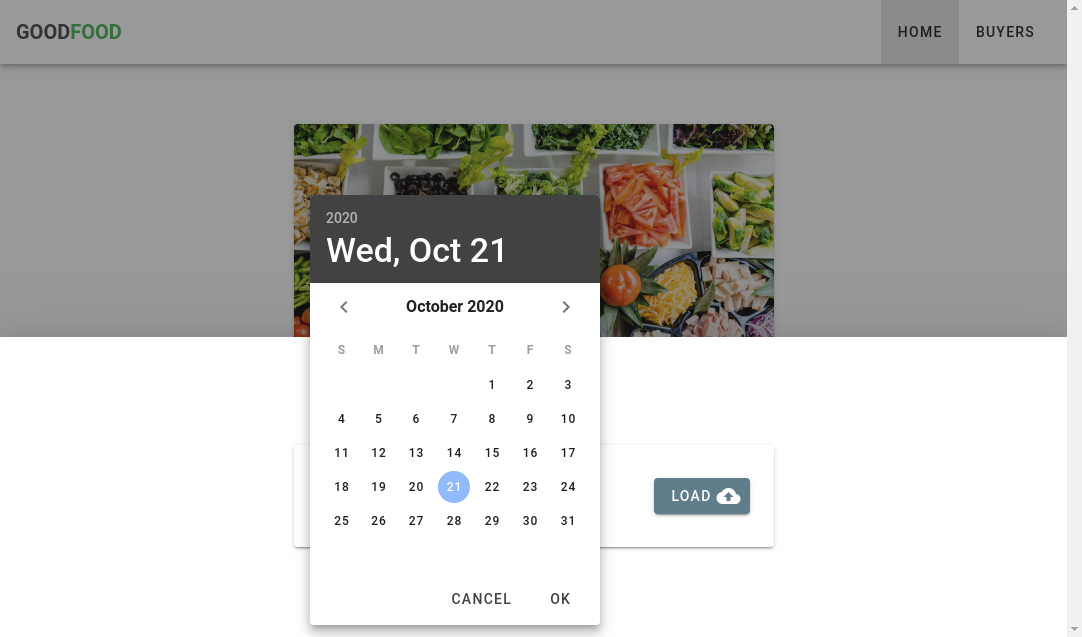 GOODFOOD
HOME BUYERS
2020
Wed, Oct 21
October 2020
S M T W T F S
1 2 3
4 5 6 7 8 9 10
11 12 13 14 15 16 17
18 19 20 21 22 23 24
25 26 27 28 29 30 31
LOAD
CANCEL OK